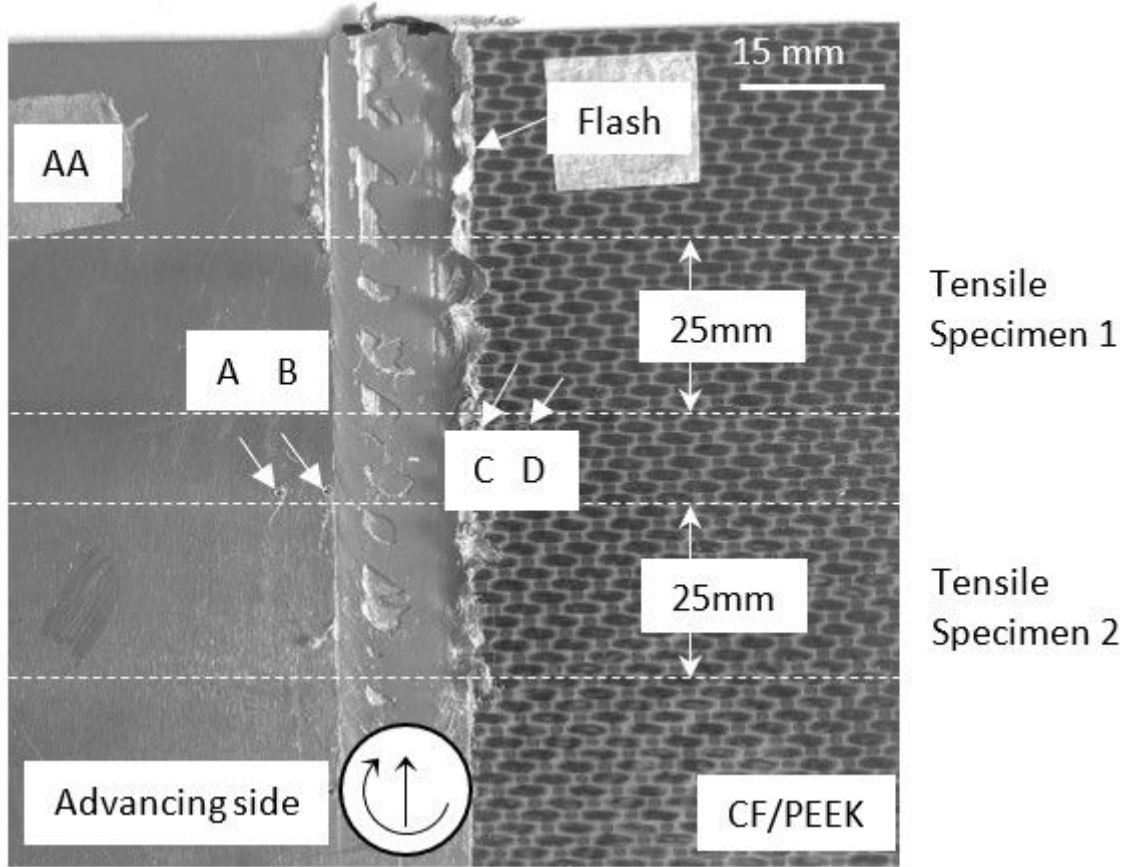 15 mm
Flash
AA
Tensile
Specimen 1
25mm
A B
C D
25mm
Tensile
Specimen 2
Advancing side
CF/PEEK